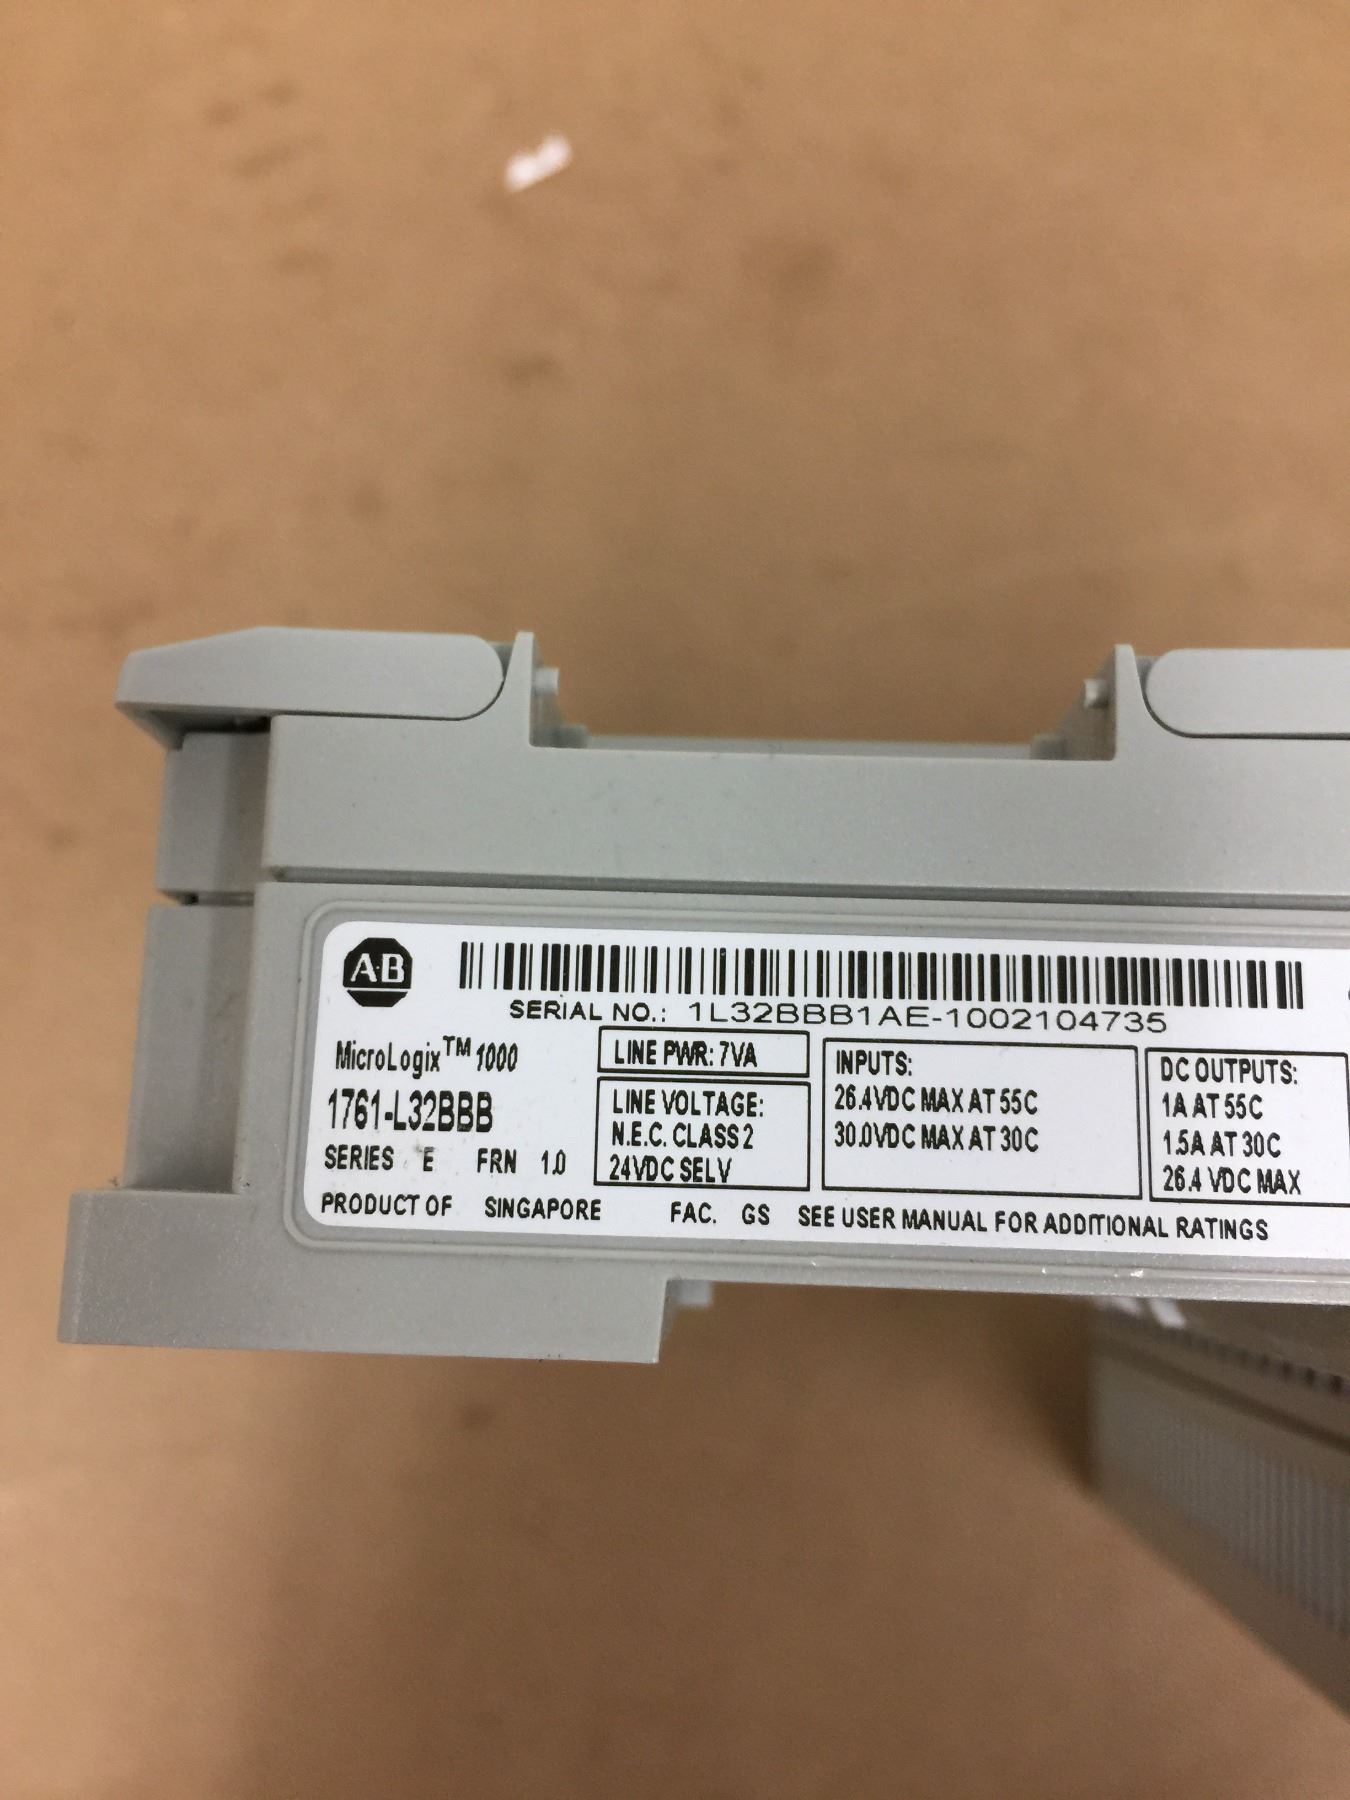 A·B
SERIAL NO.: 1L32BBB1AE-1002104735
MicroLogix™ 1000
1761-L32BBB
SERIES E FRN 1.0
LINE PWR: 7VA
LINE VOLTAGE:
N.E.C. CLASS 2
24VDC SELV
INPUTS:
26.4VDC MAX AT 55C
30.0VDC MAX AT 30C
DC OUTPUTS:
1A AT 55C
1.5A AT 30C
26.4 VDC MAX
PRODUCT OF SINGAPORE FAC. GS SEE USER MANUAL FOR ADDITIONAL RATINGS